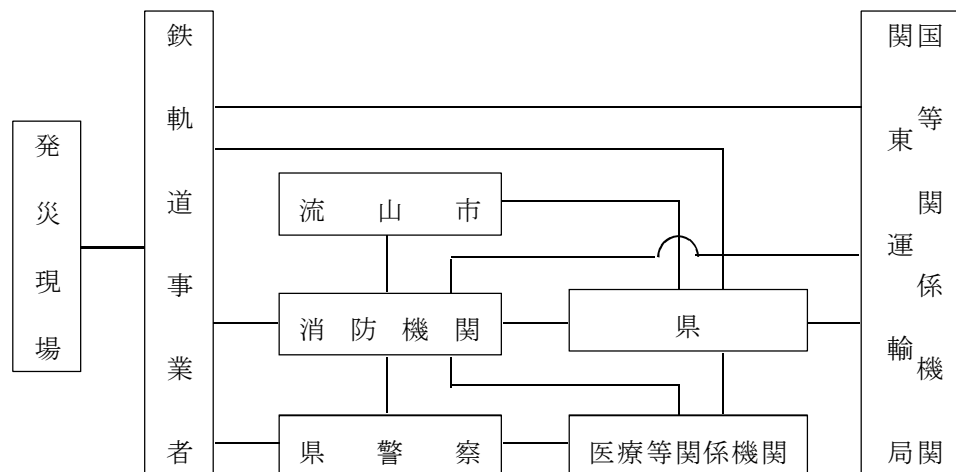 発災現場
鉄軌道事業者
流山市
消防機関
県警察
県
医療等関係機関
国等関係機関
関東運輸局